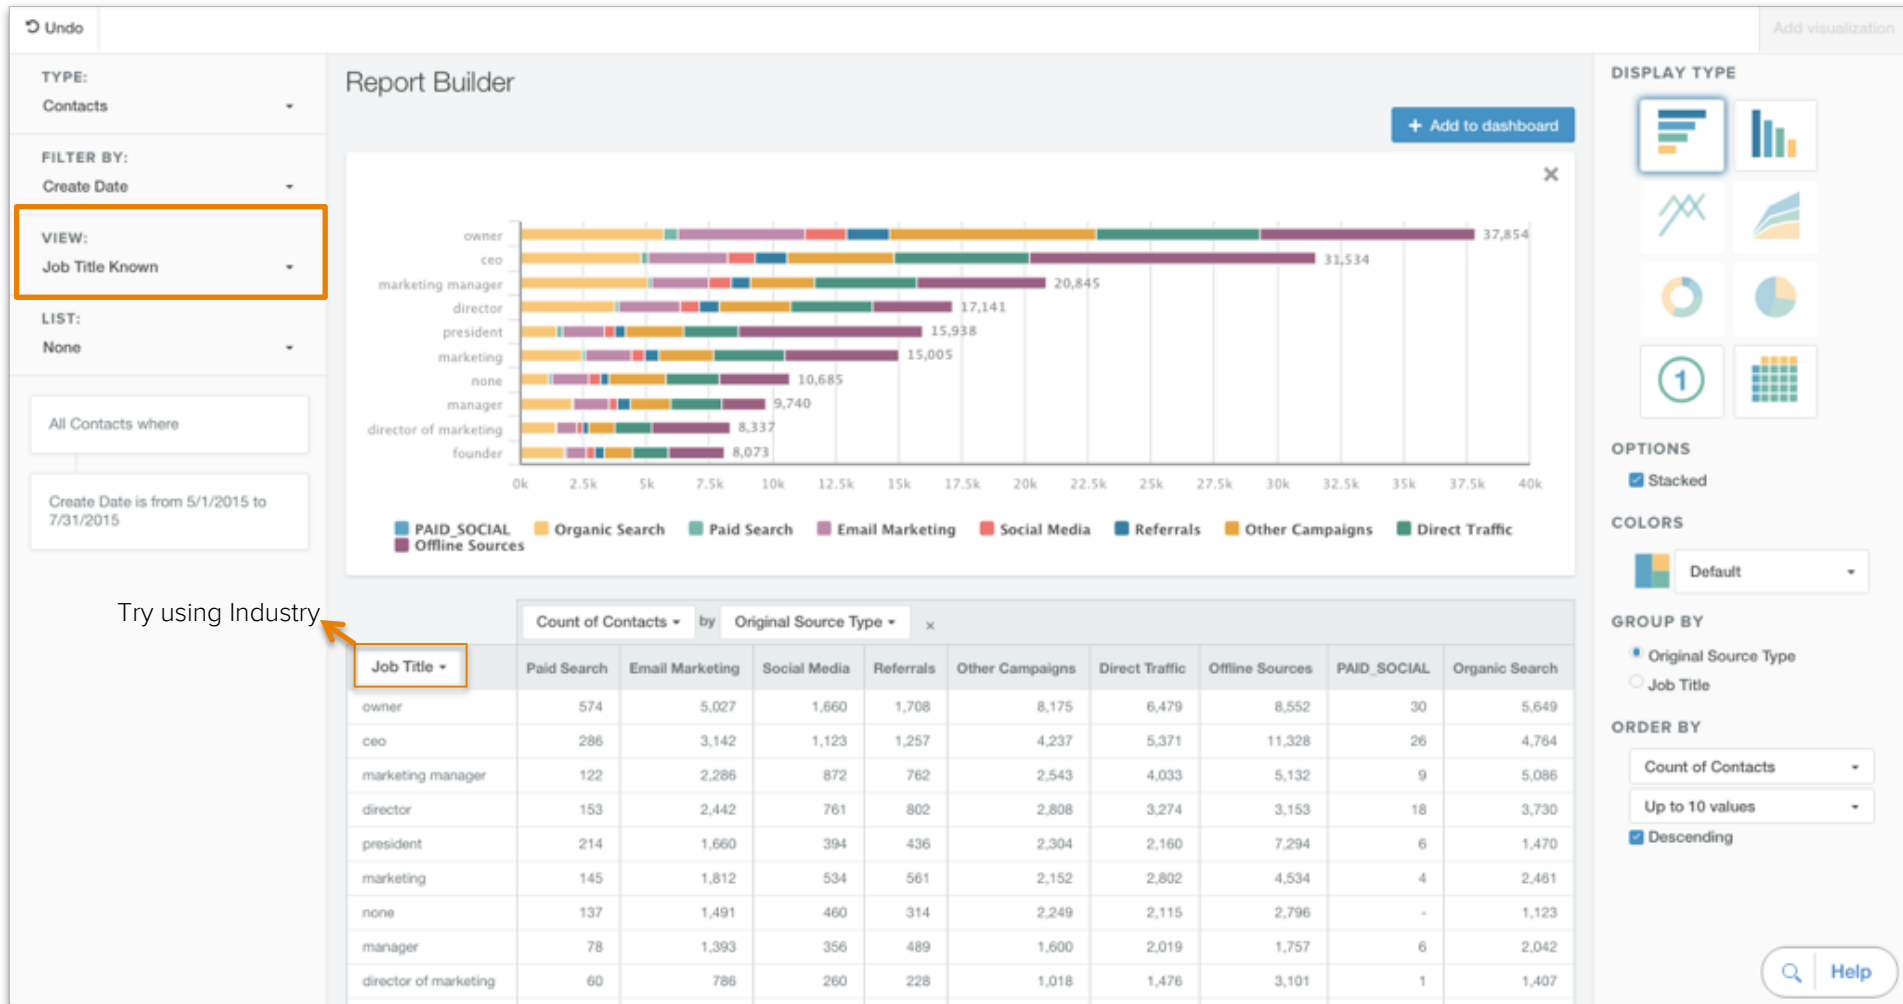 Undo
Add visualization
TYPE:
Contacts
FILTER BY:
Create Date
VIEW:
Job Title Known
LIST:
None
All Contacts where
Create Date is from 5/1/2015 to
7/31/2015
Try using Industry
Report Builder
+ Add to dashboard
owner 37,854
ceo 31,534
marketing manager 20,845
director 17,141
president 15,938
marketing 15,005
none 10,685
manager 9,740
director of marketing 8,337
founder 8,073
0k 2.5k 5k 7.5k 10k 12.5k 15k 17.5k 20k 22.5k 25k 27.5k 30k 32.5k 35k 37.5k 40k
PAID_SOCIAL Organic Search Paid Search Email Marketing Social Media Referrals Other Campaigns Direct Traffic
Offline Sources
Count of Contacts by Original Source Type ×
Job Title Paid Search Email Marketing Social Media Referrals Other Campaigns Direct Traffic Offline Sources PAID_SOCIAL Organic Search
owner 574 5,027 1,660 1,708 8,175 6,479 8,552 30 5,649
ceo 286 3,142 1,123 1,257 4,237 5,371 11,328 26 4,764
marketing manager 122 2,286 872 762 2,543 4,033 5,132 9 5,086
director 153 2,442 761 802 2,808 3,274 3,153 18 3,730
president 214 1,660 394 436 2,304 2,160 7,294 6 1,470
marketing 145 1,812 534 561 2,152 2,802 4,534 4 2,461
none 137 1,491 460 314 2,249 2,115 2,796 - 1,123
manager 78 1,393 356 489 1,600 2,019 1,757 6 2,042
director of marketing 60 786 260 228 1,018 1,476 3,101 1 1,407
DISPLAY TYPE
1
OPTIONS
Stacked
COLORS
Default
GROUP BY
Original Source Type
Job Title
ORDER BY
Count of Contacts
Up to 10 values
Descending
Help